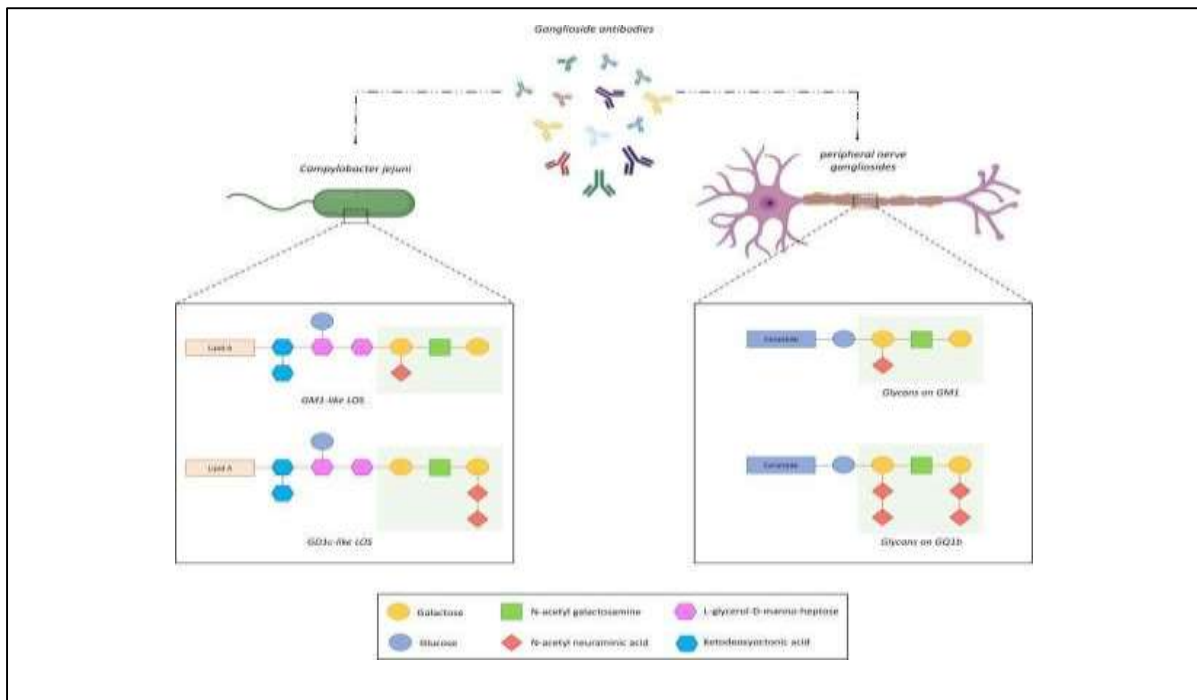 Ganglioside antibodies
Campylobacter jejuni
peripheral nerve
gangliosides
Lipid A
GM1-like LOS
Lipid A
GD1c-like LOS
Ceramide
Glycans on GM1
Ceramide
Glycans on GQ1b
Galactose
N-acetyl galactosamine
L-glycerol-D-manno-heptose
Glucose
N-acetyl neuraminic acid
Ketodeoxyoctonic acid